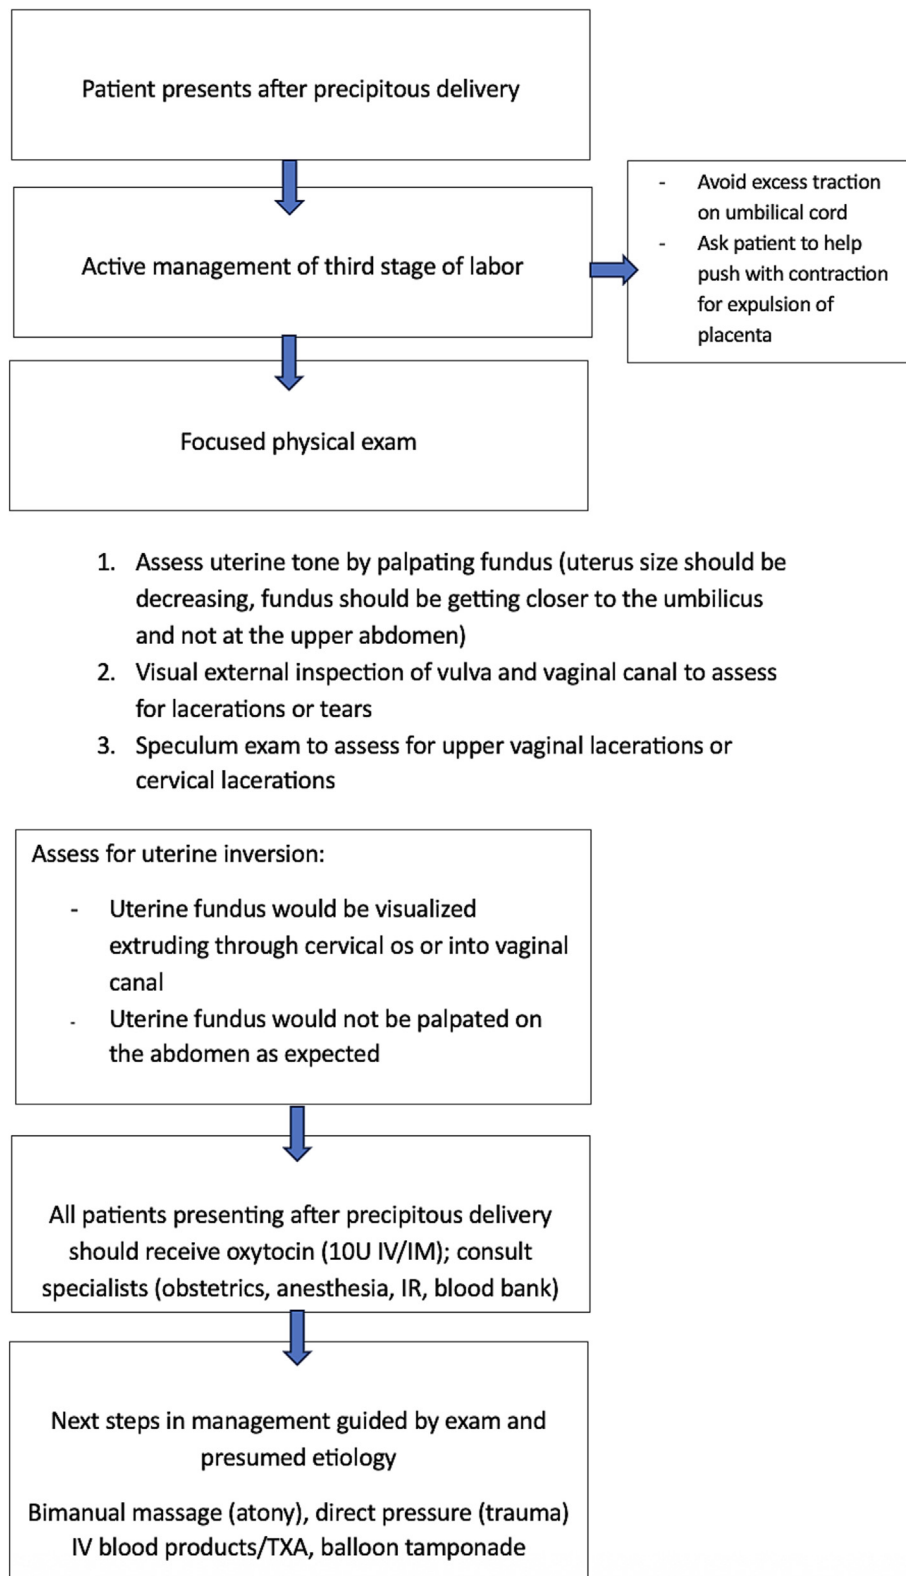 Patient presents after precipitous delivery
Active management of third stage of labor
- Avoid excess traction
on umbilical cord
- Ask patient to help
push with contraction
for expulsion of
placenta
Focused physical exam
1. Assess uterine tone by palpating fundus (uterus size should be
decreasing, fundus should be getting closer to the umbilicus
and not at the upper abdomen)
2. Visual external inspection of vulva and vaginal canal to assess
for lacerations or tears
3. Speculum exam to assess for upper vaginal lacerations or
cervical lacerations
Assess for uterine inversion:
- Uterine fundus would be visualized
extruding through cervical os or into vaginal
canal
- Uterine fundus would not be palpated on
the abdomen as expected
All patients presenting after precipitous delivery
should receive oxytocin (10U IV/IM); consult
specialists (obstetrics, anesthesia, IR, blood bank)
Next steps in management guided by exam and
presumed etiology
Bimanual massage (atony), direct pressure (trauma)
IV blood products/TXA, balloon tamponade